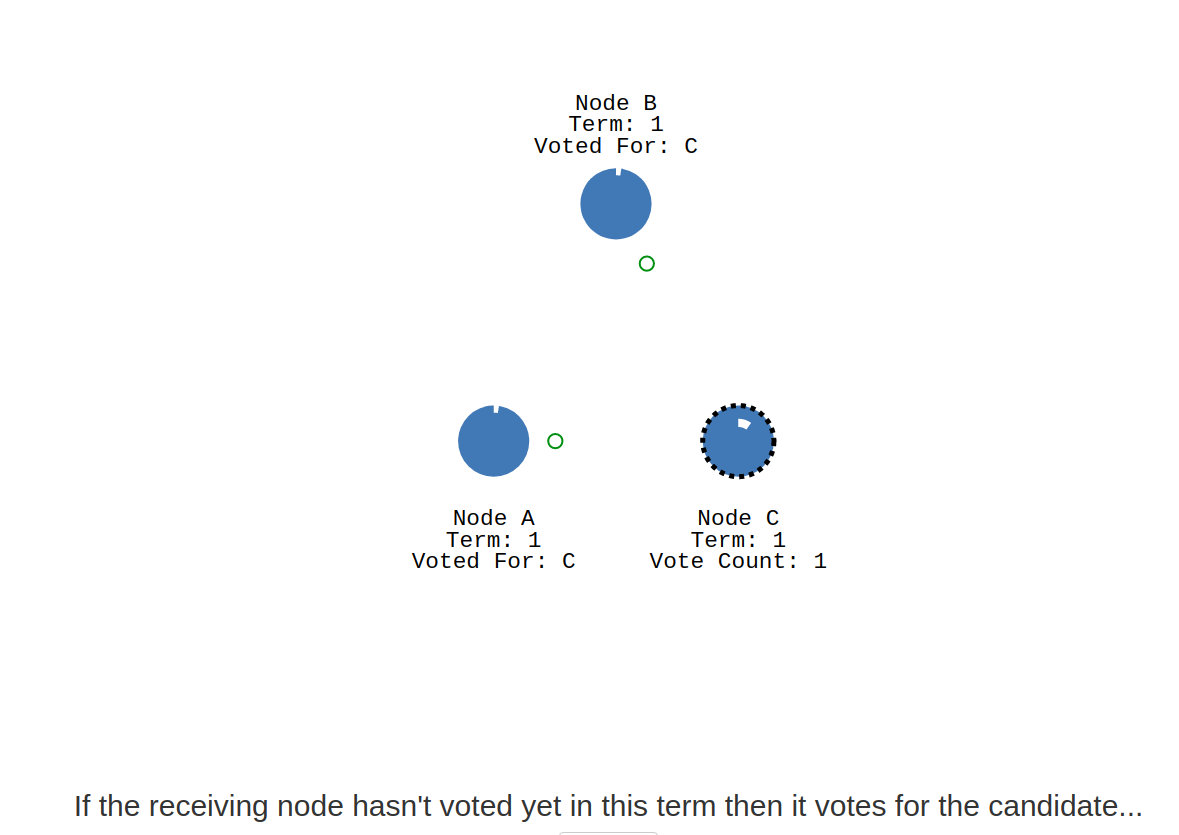 Node B
Term: 1
Voted For: C
Node A
Term: 1
Voted For: C
Node C
Term: 1
Vote Count: 1
If the receiving node hasn't voted yet in this term then it votes for the candidate...